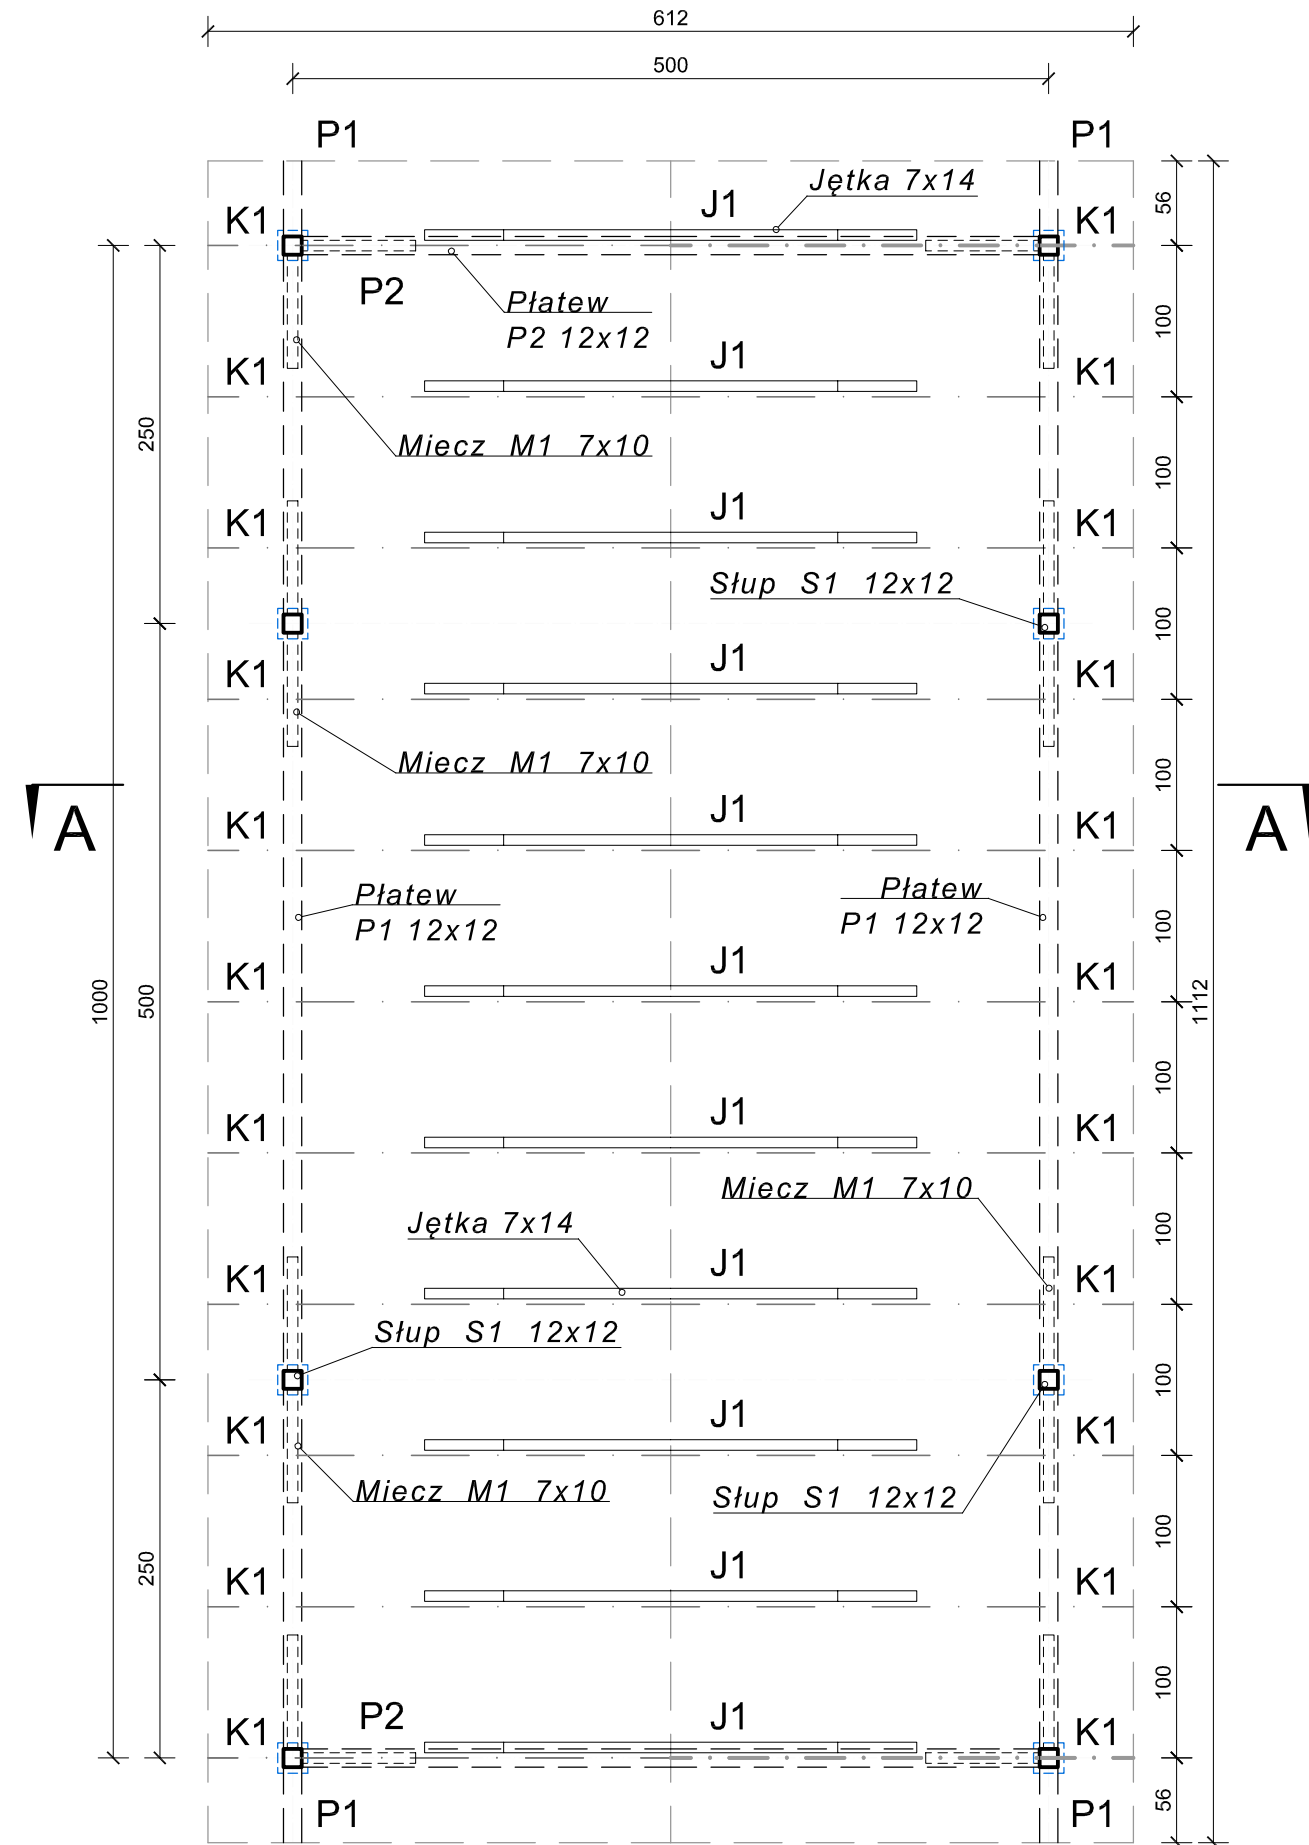 612
500
P1 P1
Jętka 7x14
56
K1 J1 K1
P2
Płatew
P2 12x12
100
K1 J1 K1
250
Miecz M1 7x10
100
K1 J1 K1
Słup S1 12x12
100
K1 J1 K1
Miecz M1 7x10
100
A A
K1 J1 K1
Płatew Płatew
P1 12x12 P1 12x12
100
K1 J1 K1
1000 500 1112
100
K1 J1 K1
Miecz M1 7x10
Jętka 7x14
100
K1 J1 K1
Słup S1 12x12
100
K1 J1 K1
Miecz M1 7x10
Słup S1 12x12
100
250
K1 J1 K1
100
P2
K1 J1 K1
56
P1 P1